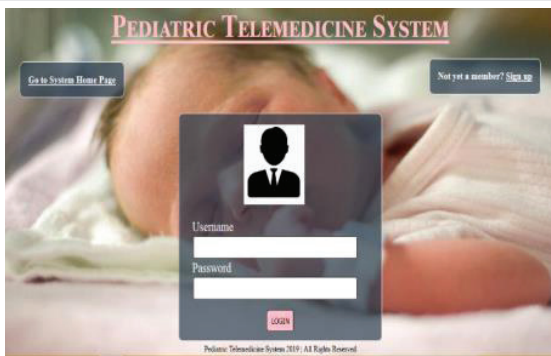 PEDIATRIC TELEMEDICINE SYSTEM
Go to System Home Page
Not yet a member? Sign up
Username
Password
LOGIN
Pediatric Telemedicine System 2019 | All Rights Reserved